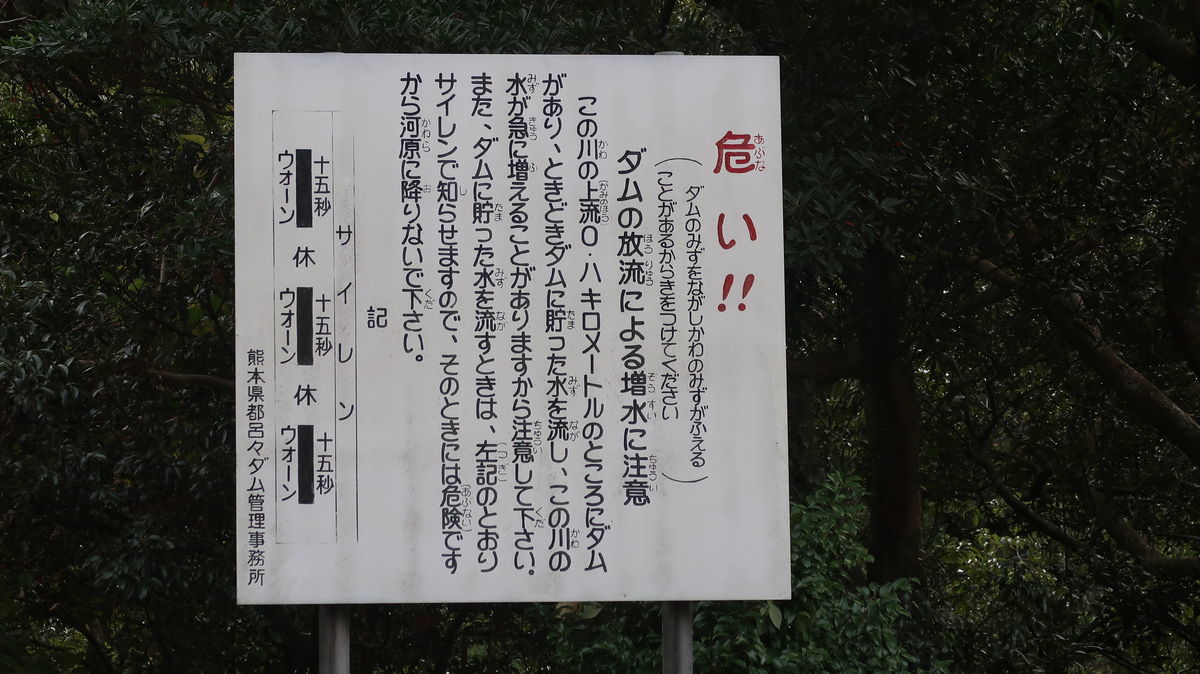 危い!!
ダムのみずをながしかわのみずがふえる
ことがあるからきをつけてください
ダムの放流による増水に注意
この川の上流0・八キロメートルのところにダム
があり、ときどきダムに貯った水を流し、この川の
水が急に増えることがありますから注意して下さい。
また、ダムに貯った水を流すときは、左記のとおり
サイレンで知らせますので、そのときには危険です
から河原に降りないで下さい。
記
サイレン
十五秒 ウオーン 休 十五秒 ウオーン 休 十五秒 ウオーン
熊本県都呂々ダム管理事務所